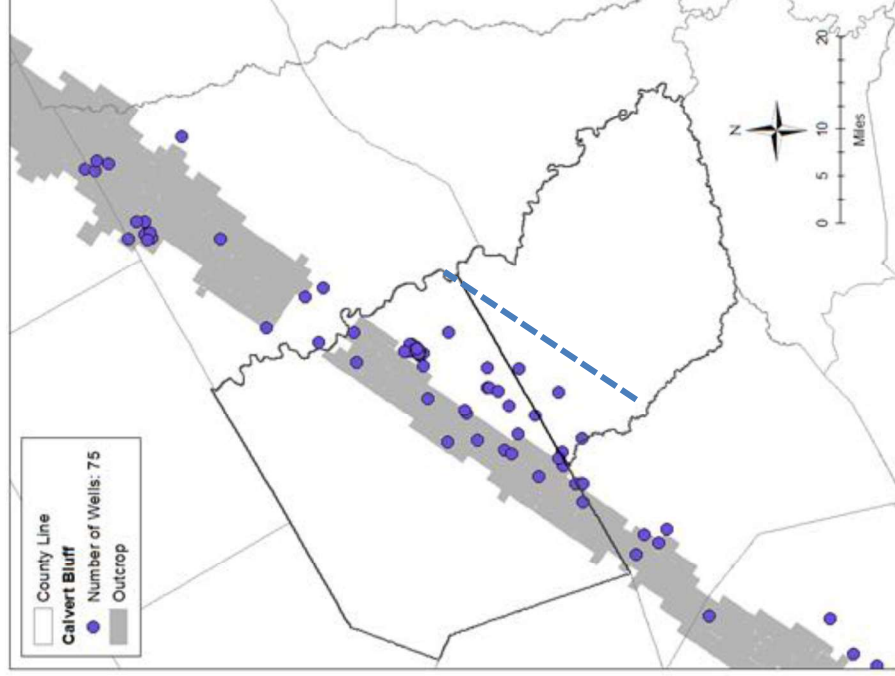 County Line
Calvert Bluff
Number of Wells: 75
Outcrop
N
0 5 10 20
Miles